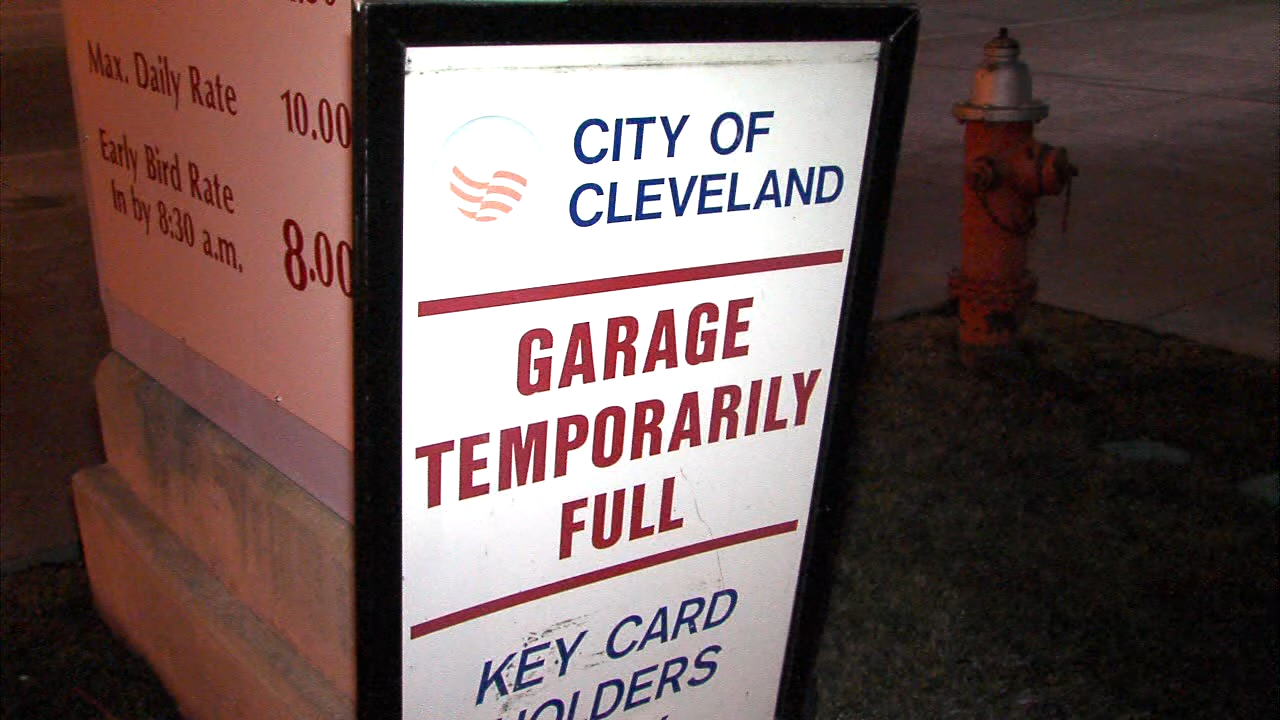 Max. Daily Rate 10.00
Early Bird Rate
In by 8:30 a.m. 8.00
CITY OF
CLEVELAND
GARAGE
TEMPORARILY
FULL
KEY CARD
HOLDERS